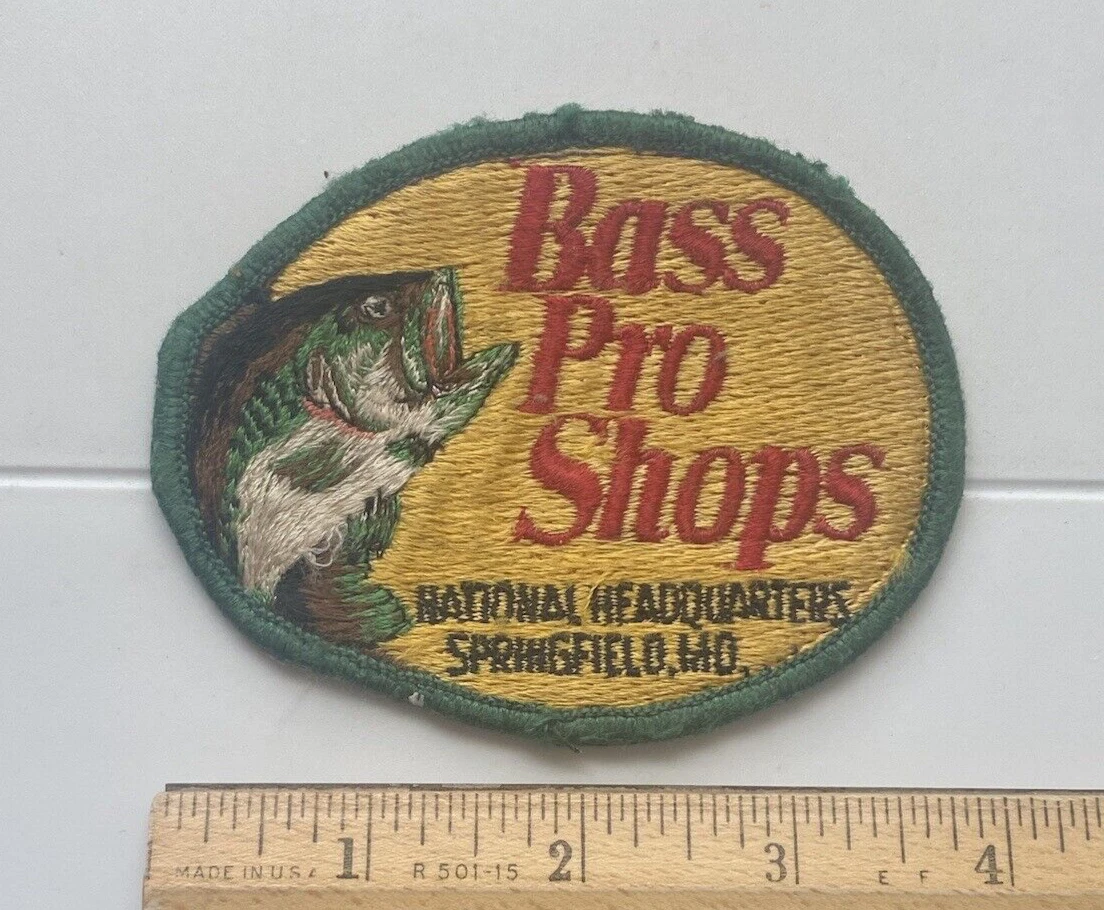 Bass
Pro
Shops
NATIONAL HEADQUARTERS
SPRINGFIELD, MO.
1 2 3 4
MADE IN U.S.A R 501-15 E F